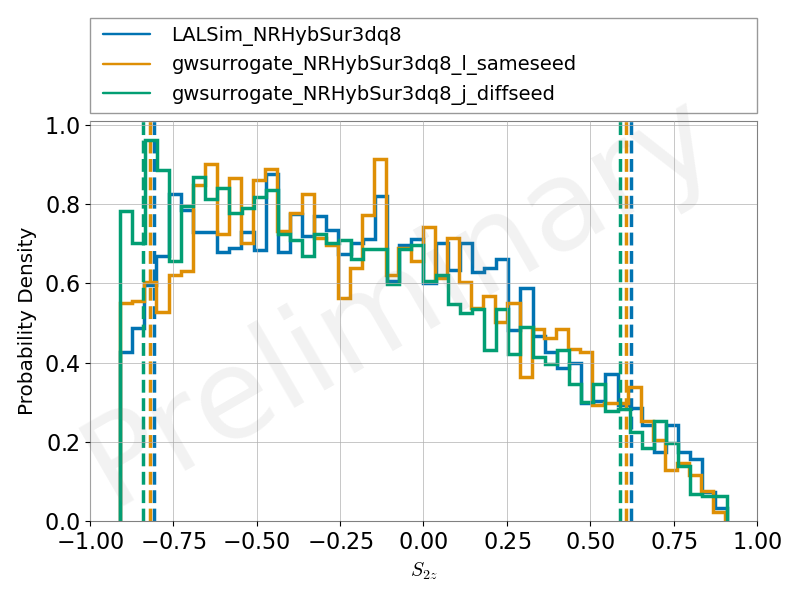 LALSim_NRHybSur3dq8
gwsurrogate_NRHybSur3dq8_l_sameseed
gwsurrogate_NRHybSur3dq8_j_diffseed
1.0
0.8
0.6
0.4
0.2
0.0
Probability Density
Preliminary
−1.00 −0.75 −0.50 −0.25 0.00 0.25 0.50 0.75 1.00
S2z